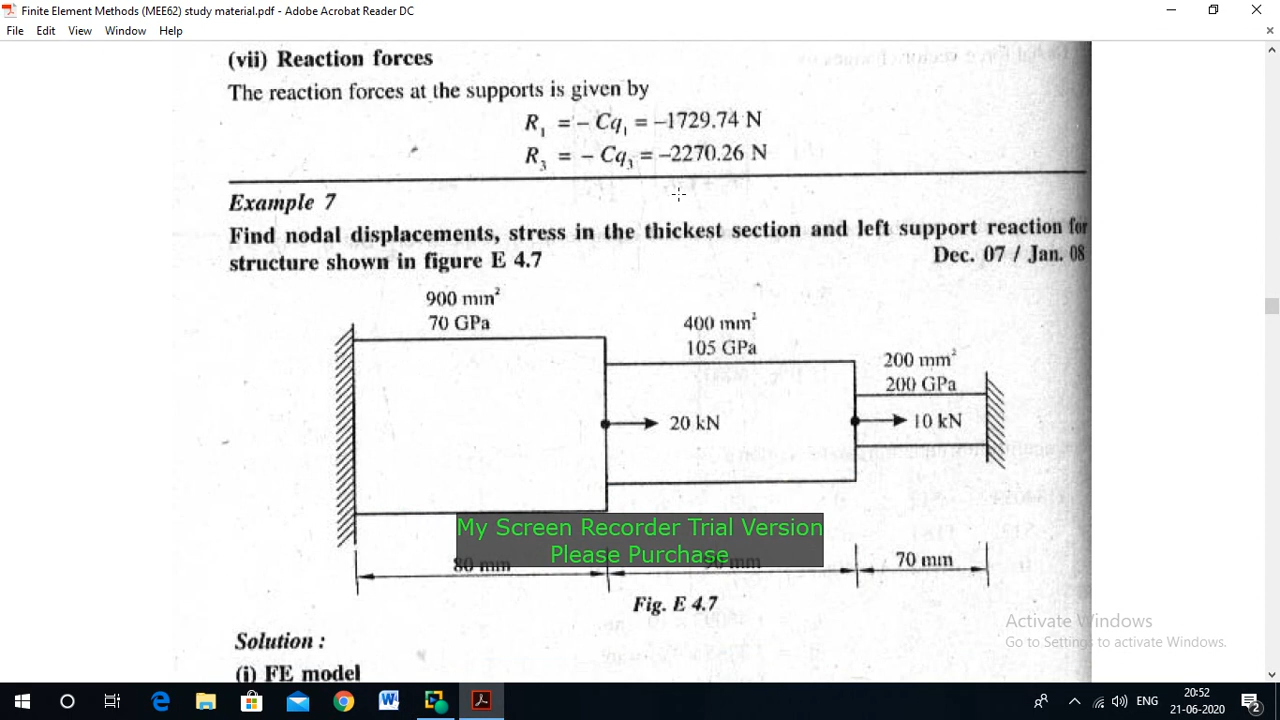 Finite Element Methods (MEE62) study material.pdf - Adobe Acrobat Reader DC
File Edit View Window Help
(vii) Reaction forces
The reaction forces at the supports is given by
R₁ = – Cq₁ = –1729.74 N
R₃ = – Cq₃ = –2270.26 N
Example 7
Find nodal displacements, stress in the thickest section and left support reaction for
structure shown in figure E 4.7 Dec. 07 / Jan. 08
900 mm²
70 GPa
400 mm²
105 GPa
200 mm²
200 GPa
20 kN
10 kN
My Screen Recorder Trial Version
Please Purchase
80 mm
mm
70 mm
Fig. E 4.7
Activate Windows
Go to Settings to activate Windows.
Solution :
(i) FE model
W
ENG
20:52
21-06-2020
2